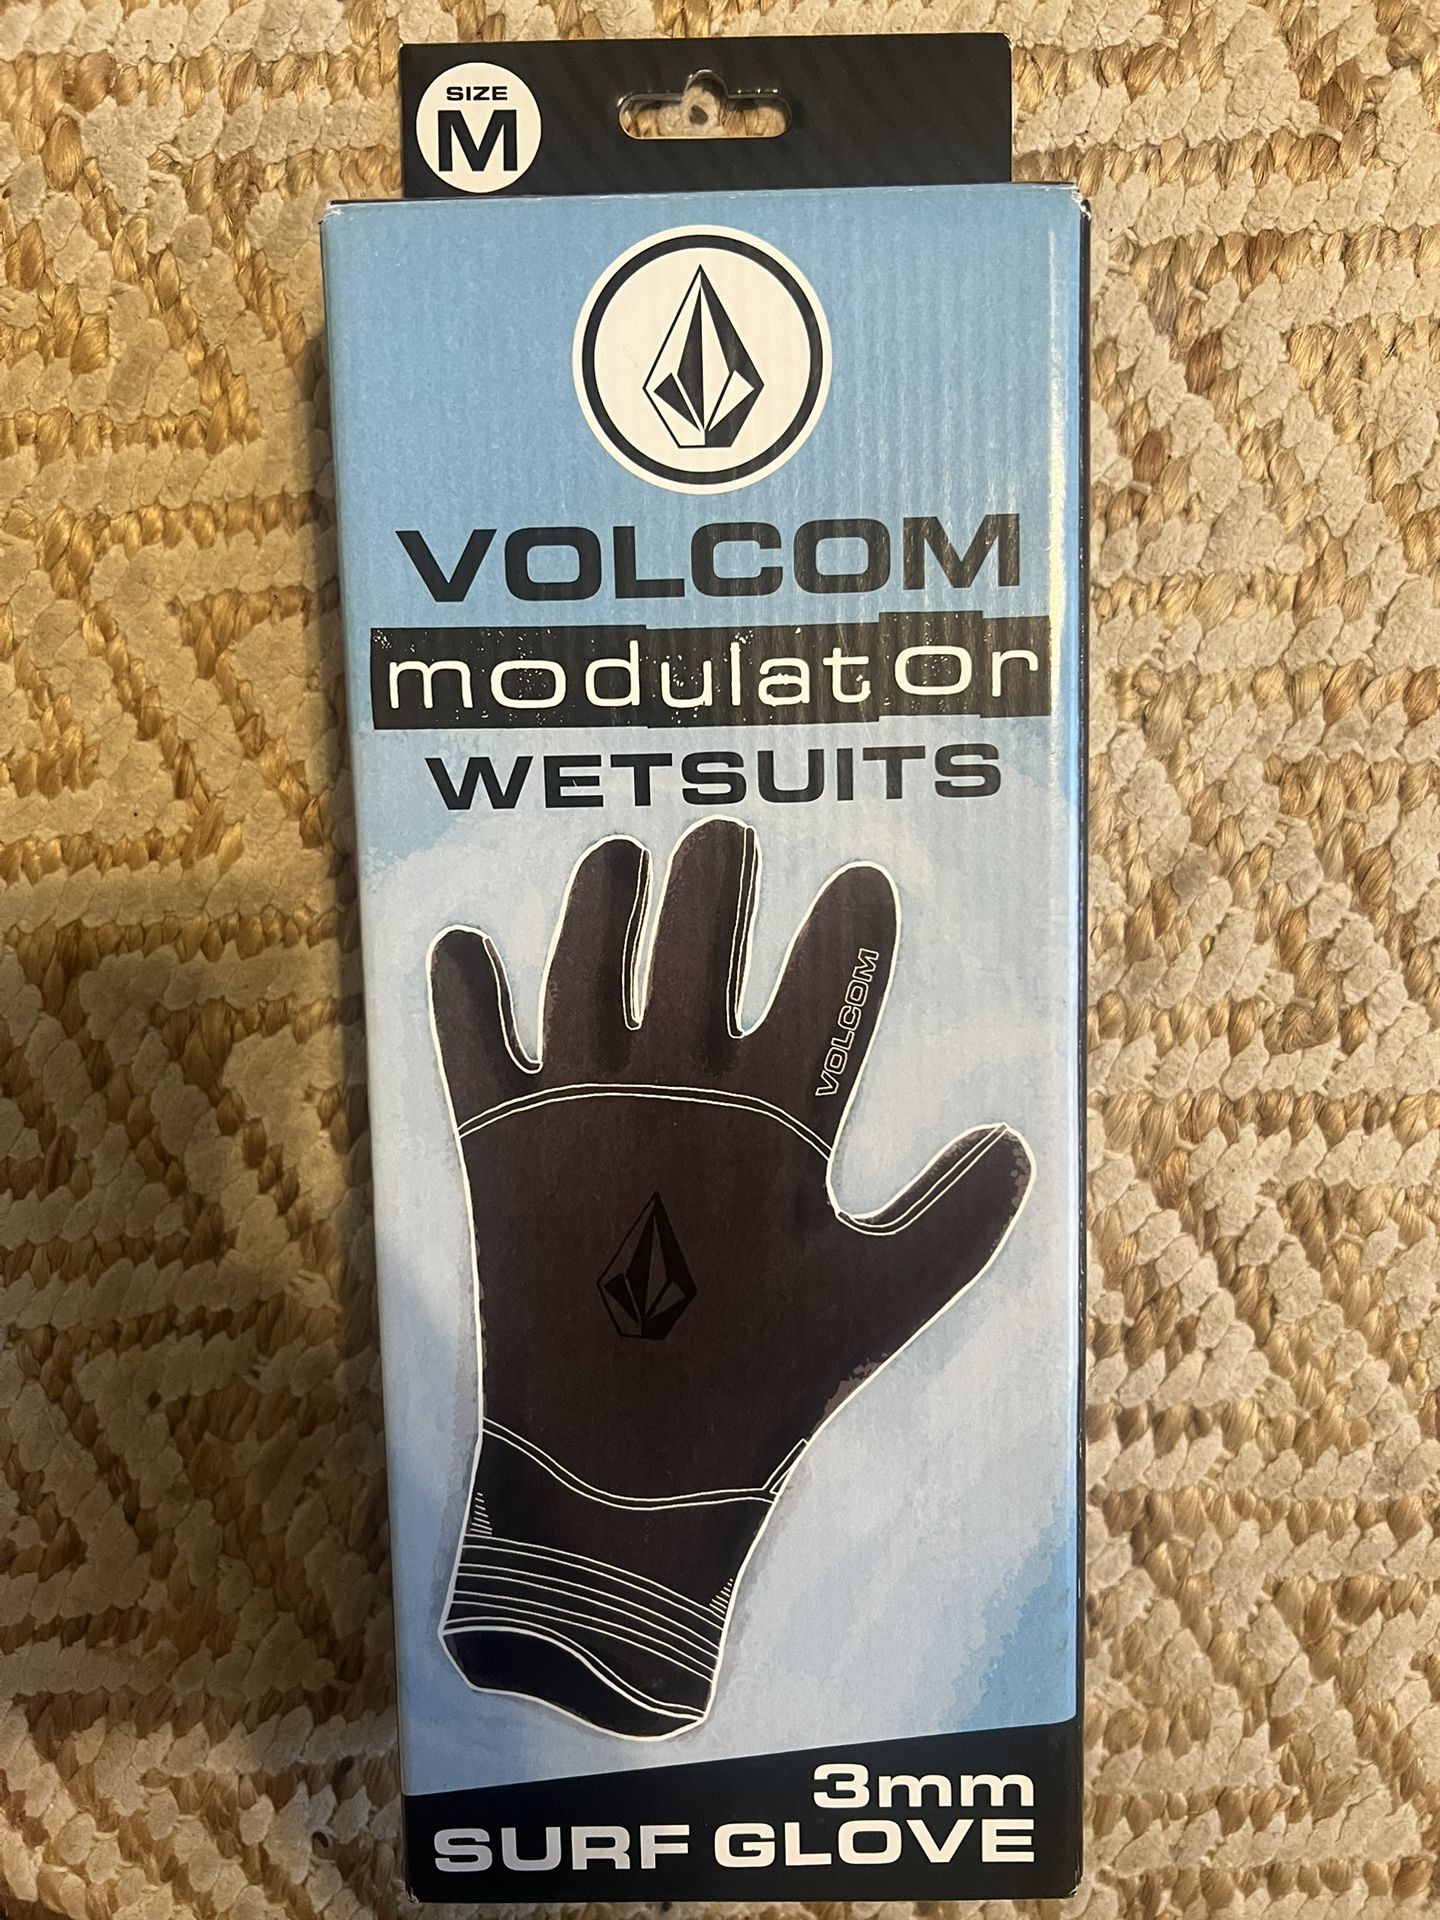 SIZE
M
VOLCOM
modulator
WETSUITS
VOLCOM
3mm
SURF GLOVE